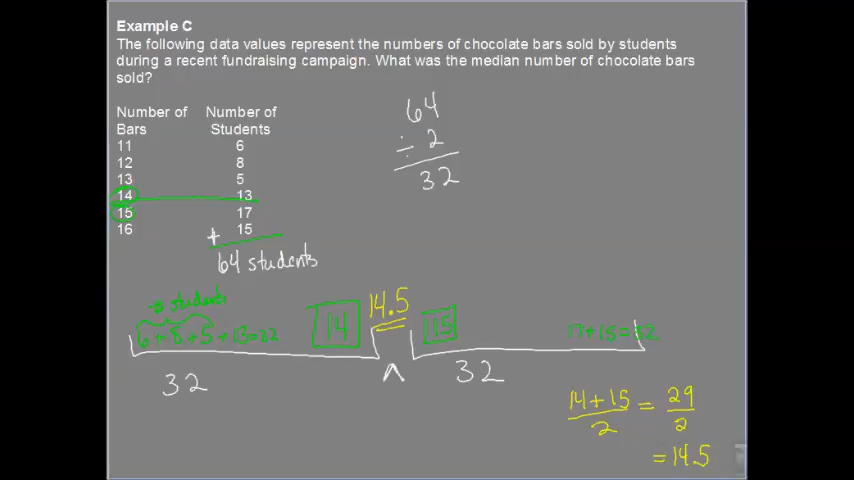 Example C
The following data values represent the numbers of chocolate bars sold by students
during a recent fundraising campaign. What was the median number of chocolate bars
sold?
Number of Number of
Bars Students
11 6
12 8
13 5
14 13
15 17
16 + 15
64 students
64
÷ 2
32
→ students
6+8+5+13=32
14
14.5
15
17+15=32
32
^
32
14+15/2 = 29/2
= 14.5